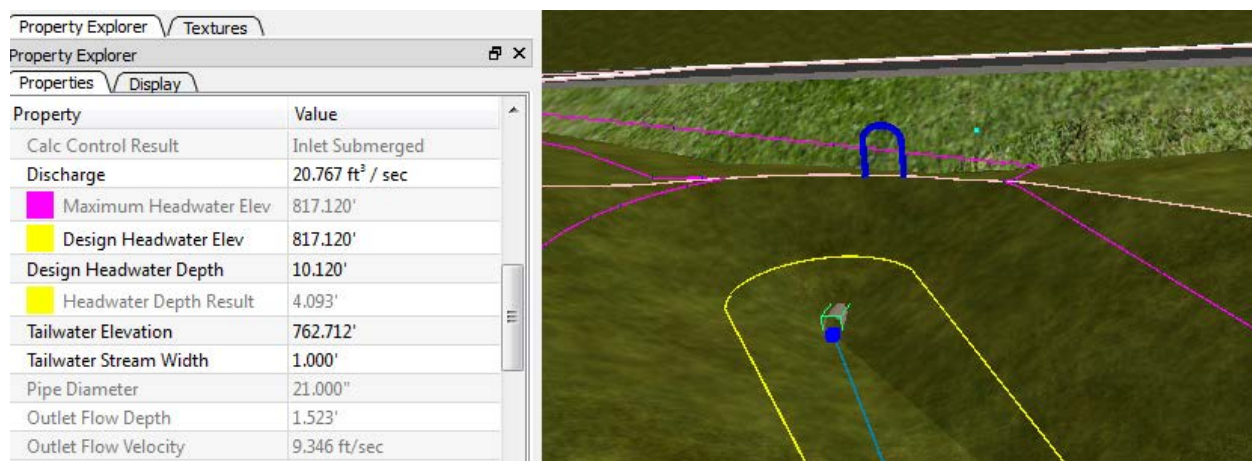 Property Explorer Textures
Property Explorer
Properties Display
Property Value
Calc Control Result Inlet Submerged
Discharge 20.767 ft³ / sec
Maximum Headwater Elev 817.120'
Design Headwater Elev 817.120'
Design Headwater Depth 10.120'
Headwater Depth Result 4.093'
Tailwater Elevation 762.712'
Tailwater Stream Width 1.000'
Pipe Diameter 21.000"
Outlet Flow Depth 1.523'
Outlet Flow Velocity 9.346 ft/sec